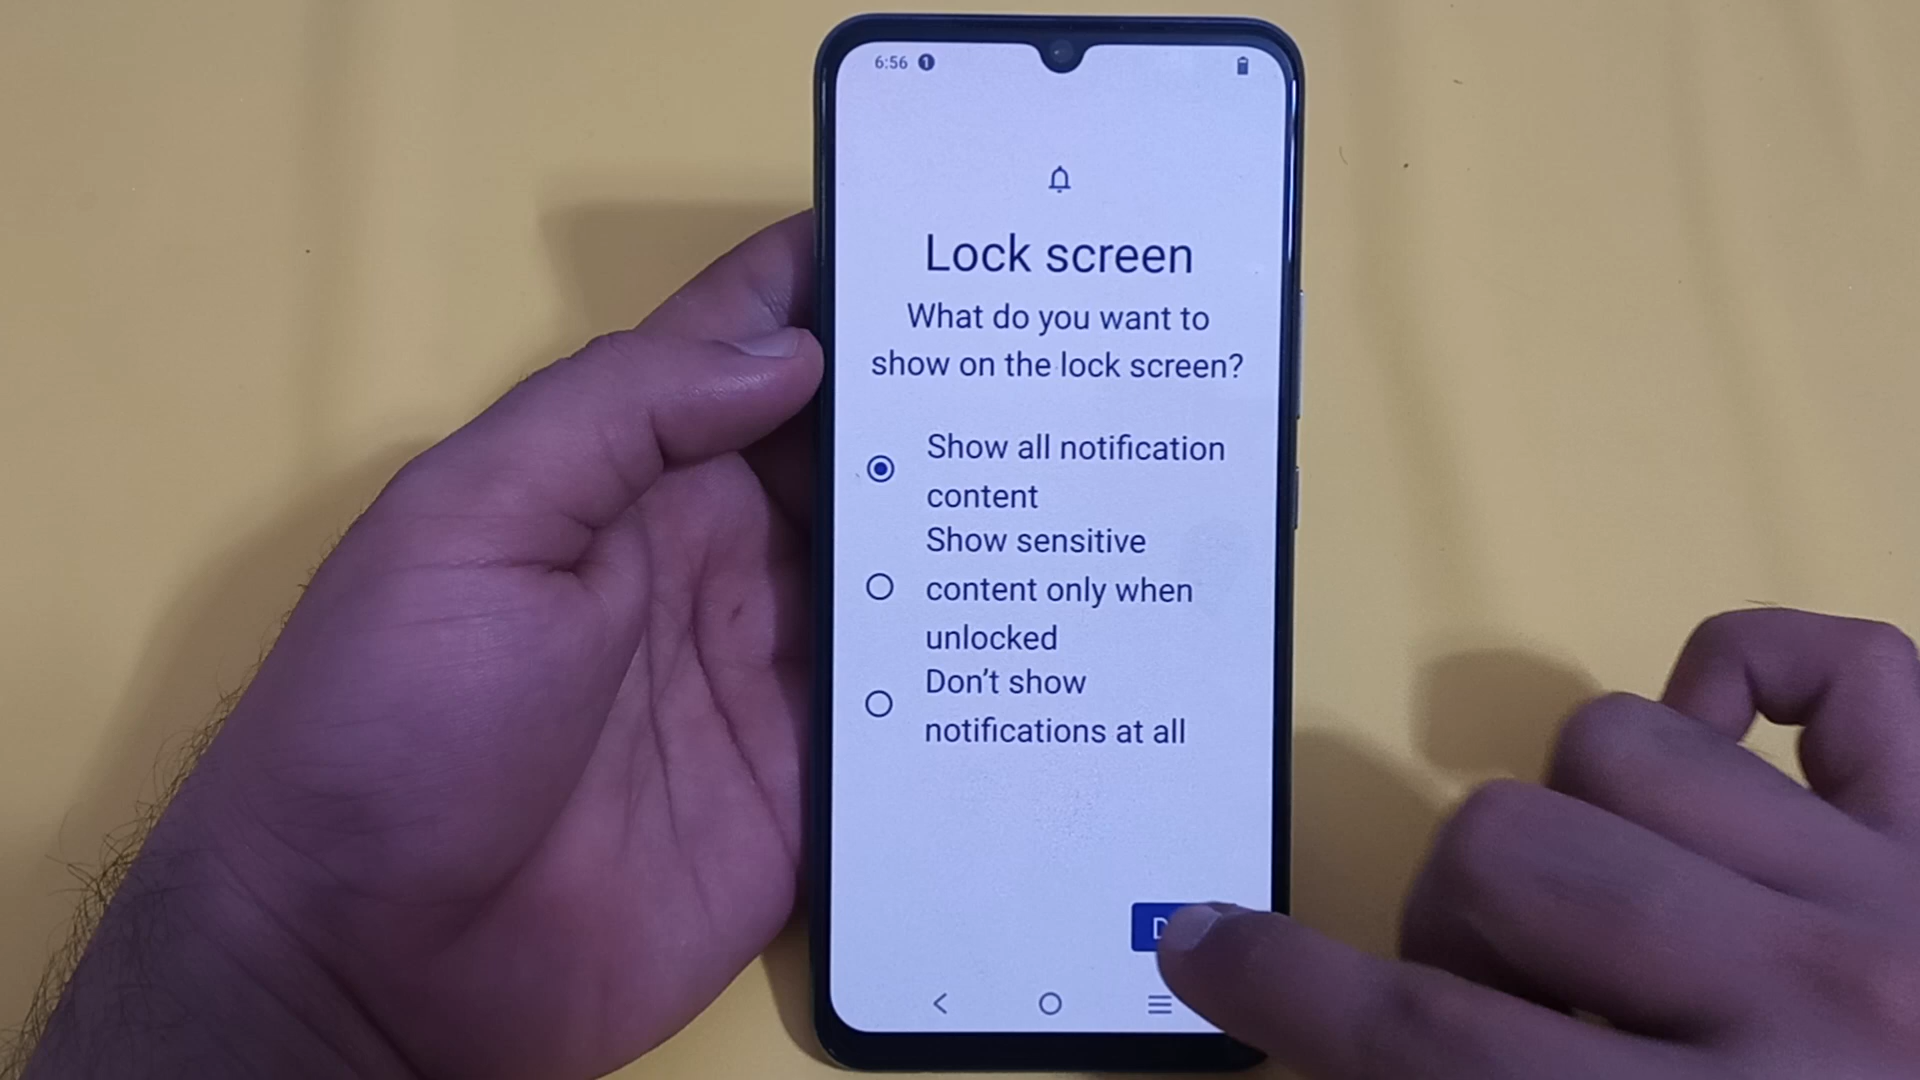 6:56 1
Lock screen
What do you want to
show on the lock screen?
Show all notification
content
Show sensitive
content only when
unlocked
Don’t show
notifications at all